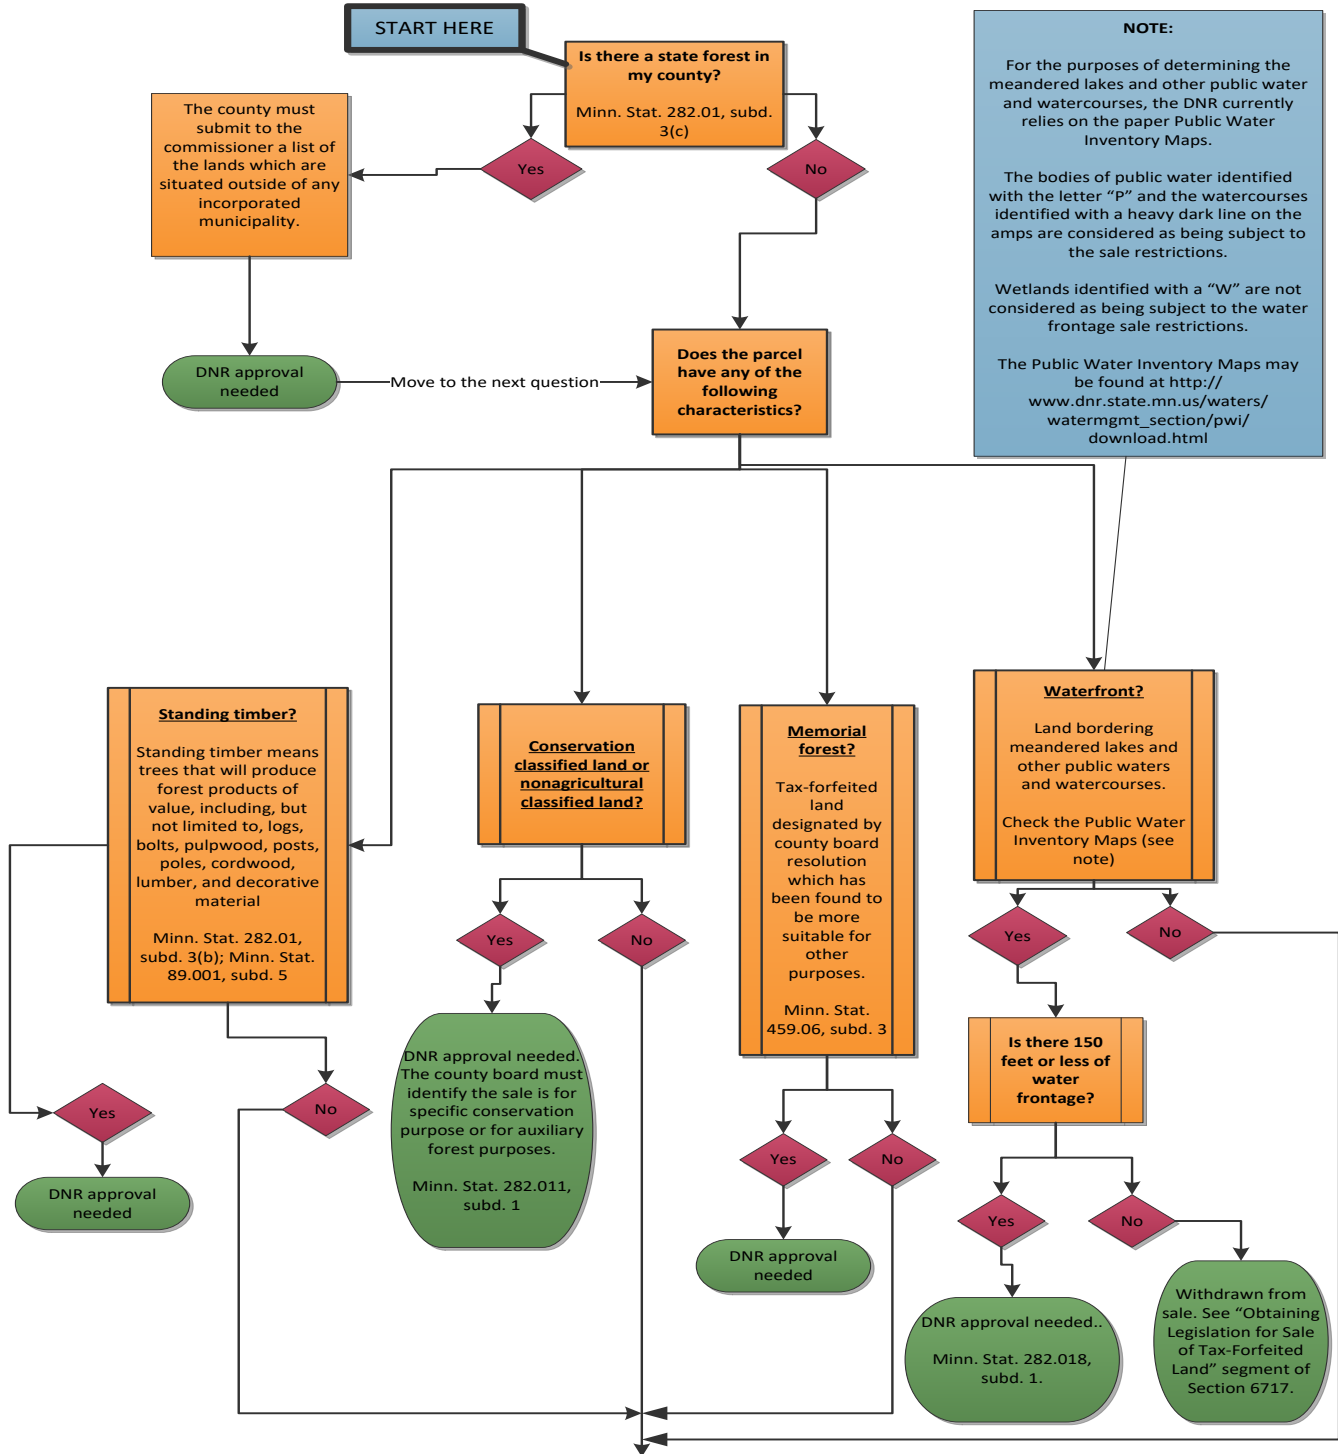 START HERE
Is there a state forest in
my county?
Minn. Stat. 282.01, subd.
3(c)
Yes
No
The county must
submit to the
commissioner a list of
the lands which are
situated outside of any
incorporated
municipality.
DNR approval
needed
Move to the next question
Does the parcel
have any of the
following
characteristics?
NOTE:
For the purposes of determining the
meandered lakes and other public water
and watercourses, the DNR currently
relies on the paper Public Water
Inventory Maps.
The bodies of public water identified
with the letter “P” and the watercourses
identified with a heavy dark line on the
amps are considered as being subject to
the sale restrictions.
Wetlands identified with a “W” are not
considered as being subject to the water
frontage sale restrictions.
The Public Water Inventory Maps may
be found at http://
www.dnr.state.mn.us/waters/
watermgmt_section/pwi/
download.html
Standing timber?
Standing timber means
trees that will produce
forest products of
value, including, but
not limited to, logs,
bolts, pulpwood, posts,
poles, cordwood,
lumber, and decorative
material
Minn. Stat. 282.01,
subd. 3(b); Minn. Stat.
89.001, subd. 5
Yes
No
DNR approval
needed
Conservation
classified land or
nonagricultural
classified land?
Yes
No
DNR approval needed.
The county board must
identify the sale is for
specific conservation
purpose or for auxiliary
forest purposes.
Minn. Stat. 282.011,
subd. 1
Memorial
forest?
Tax-forfeited
land
designated by
county board
resolution
which has
been found to
be more
suitable for
other
purposes.
Minn. Stat.
459.06, subd. 3
Yes
No
DNR approval
needed
Waterfront?
Land bordering
meandered lakes and
other public waters
and watercourses.
Check the Public Water
Inventory Maps (see
note)
Yes
No
Is there 150
feet or less of
water
frontage?
Yes
No
DNR approval needed..
Minn. Stat. 282.018,
subd. 1.
Withdrawn from
sale. See “Obtaining
Legislation for Sale
of Tax-Forfeited
Land” segment of
Section 6717.